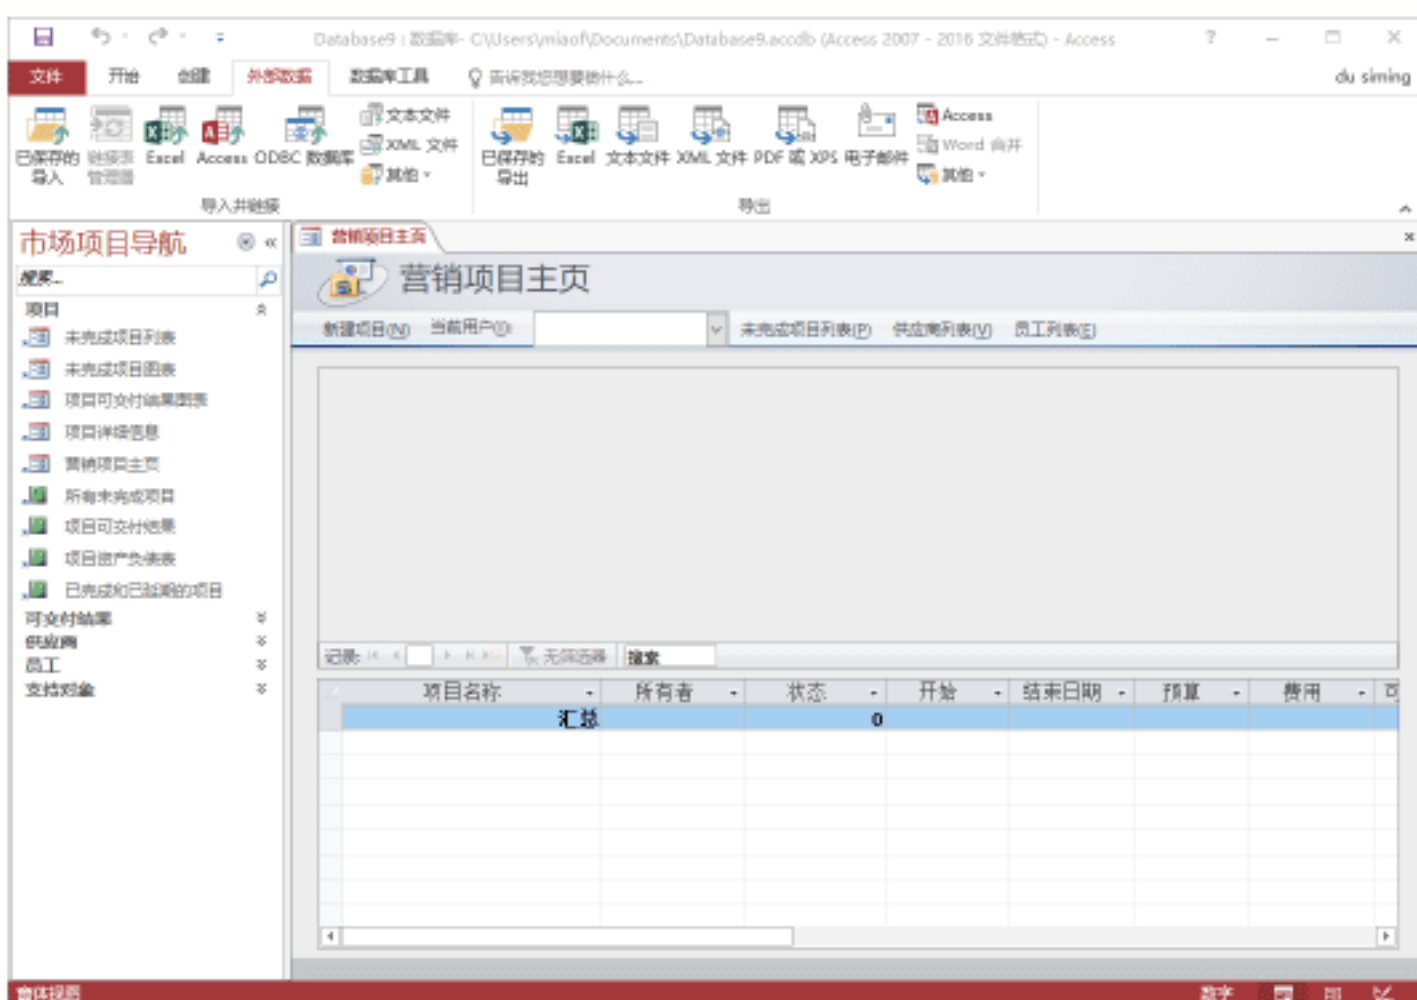 Database9 : 数据库- C:\Users\miaof\Documents\Database9.accdb (Access 2007 - 2016 文件格式) - Access
?
文件 开始 创建 外部数据 数据库工具 告诉我您想要做什么... du siming
已保存的导入 链接表管理器 Excel Access ODBC 数据库
文本文件
XML 文件
其他
已保存的导出 Excel 文本文件 XML 文件 PDF 或 XPS 电子邮件
Access
Word 合并
其他
导入并链接 导出
市场项目导航
搜索...
项目
未完成项目列表
未完成项目图表
项目可交付结果图表
项目详细信息
营销项目主页
所有未完成项目
项目可交付结果
项目资产负债表
已完成和已延期的项目
可交付结果
供应商
员工
支持对象
营销项目主页
营销项目主页
新建项目(N) 当前用户(I): 未完成项目列表(P) 供应商列表(V) 员工列表(E)
记录: 无筛选器 搜索
项目名称 所有者 状态 开始 结束日期 预算 费用
汇总 0
窗体视图 数字